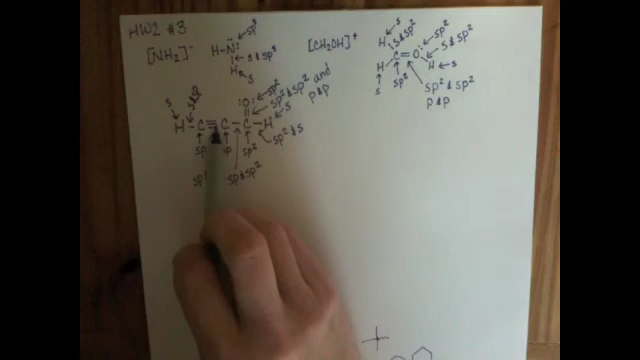 HW2 #3
[NH₂]⁻
H-N̈:
sp³
s&sp³
H
s
[CH₂OH]⁺
H
s
s&sp²
H-C=O:
sp²
s&sp²
H
s
s
sp²
sp²&sp²
p&p
:O:
sp²
sp²&sp² and
p&p
s
H-C≡C-C-H
s
sp
sp²
sp²&s
sp&sp²